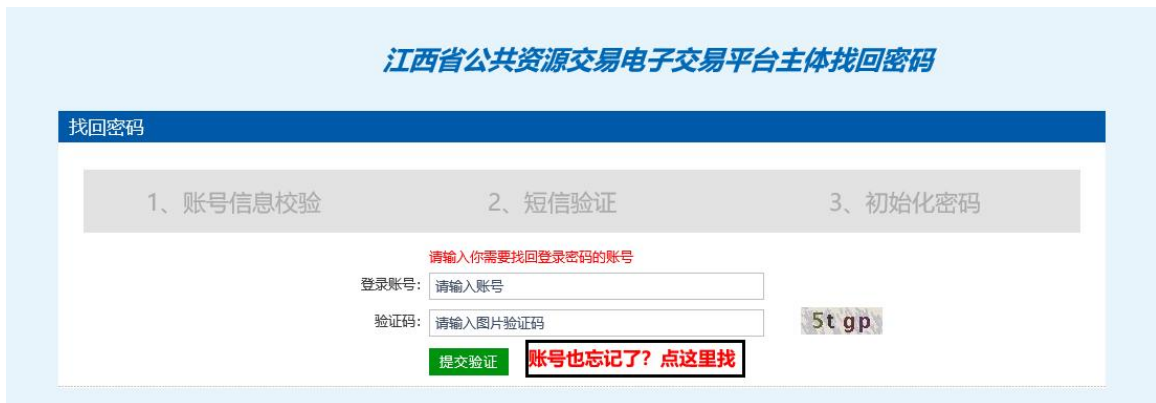 江西省公共资源交易电子交易平台主体找回密码
找回密码
1、账号信息校验 2、短信验证 3、初始化密码
请输入你需要找回登录密码的账号
登录账号: 请输入账号
验证码: 请输入图片验证码 5t gp
提交验证 账号也忘记了？点这里找